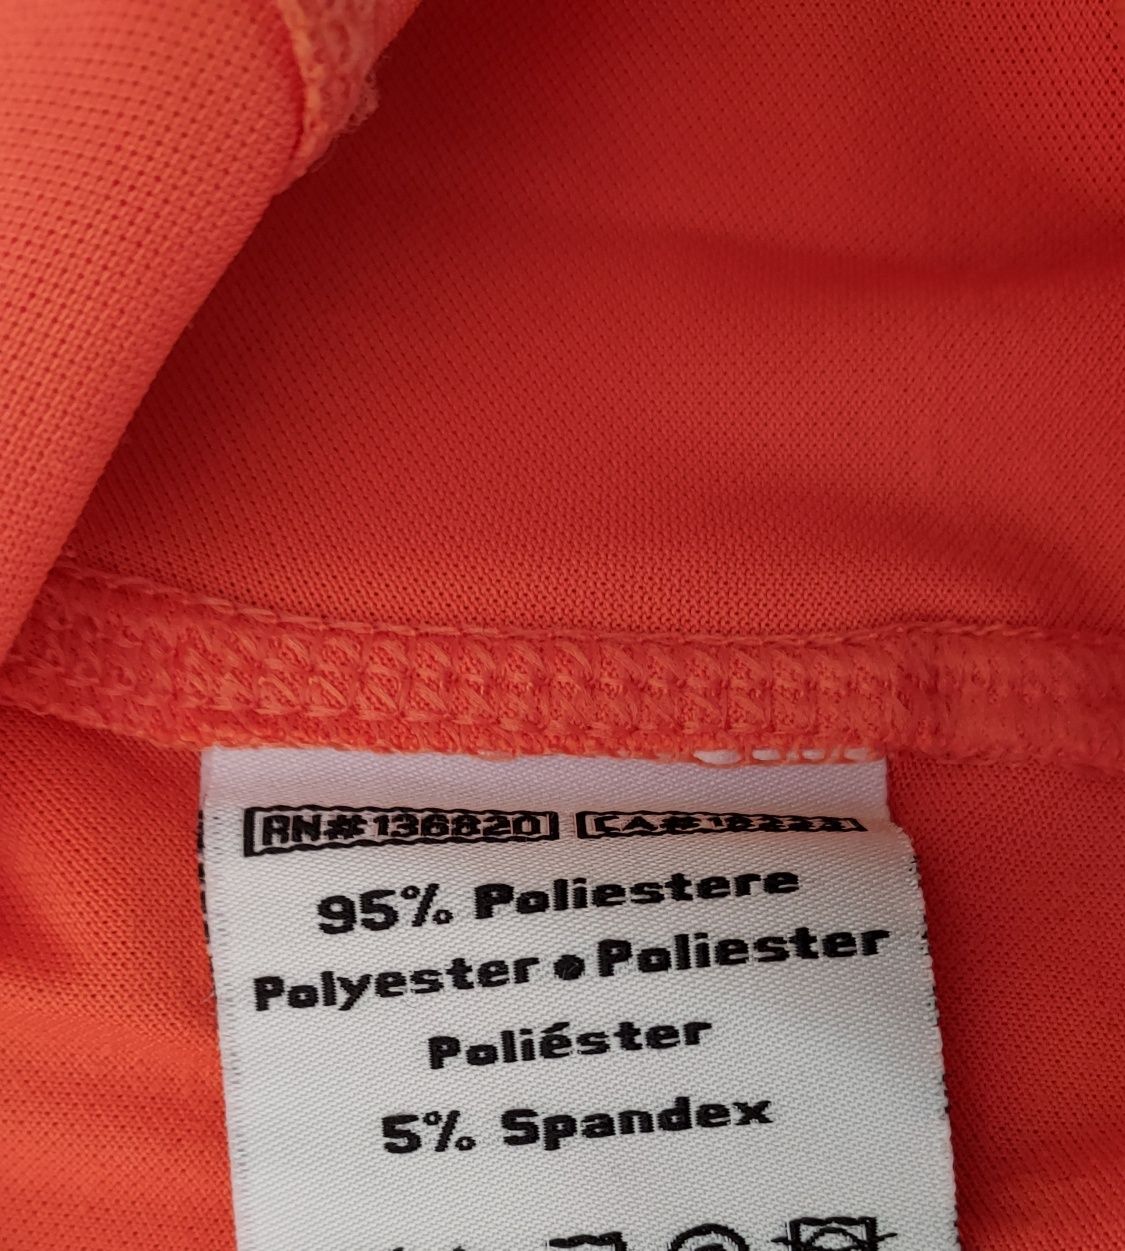 RN#136820
95% Poliestere
Polyester ● Poliester
Poliéster
5% Spandex